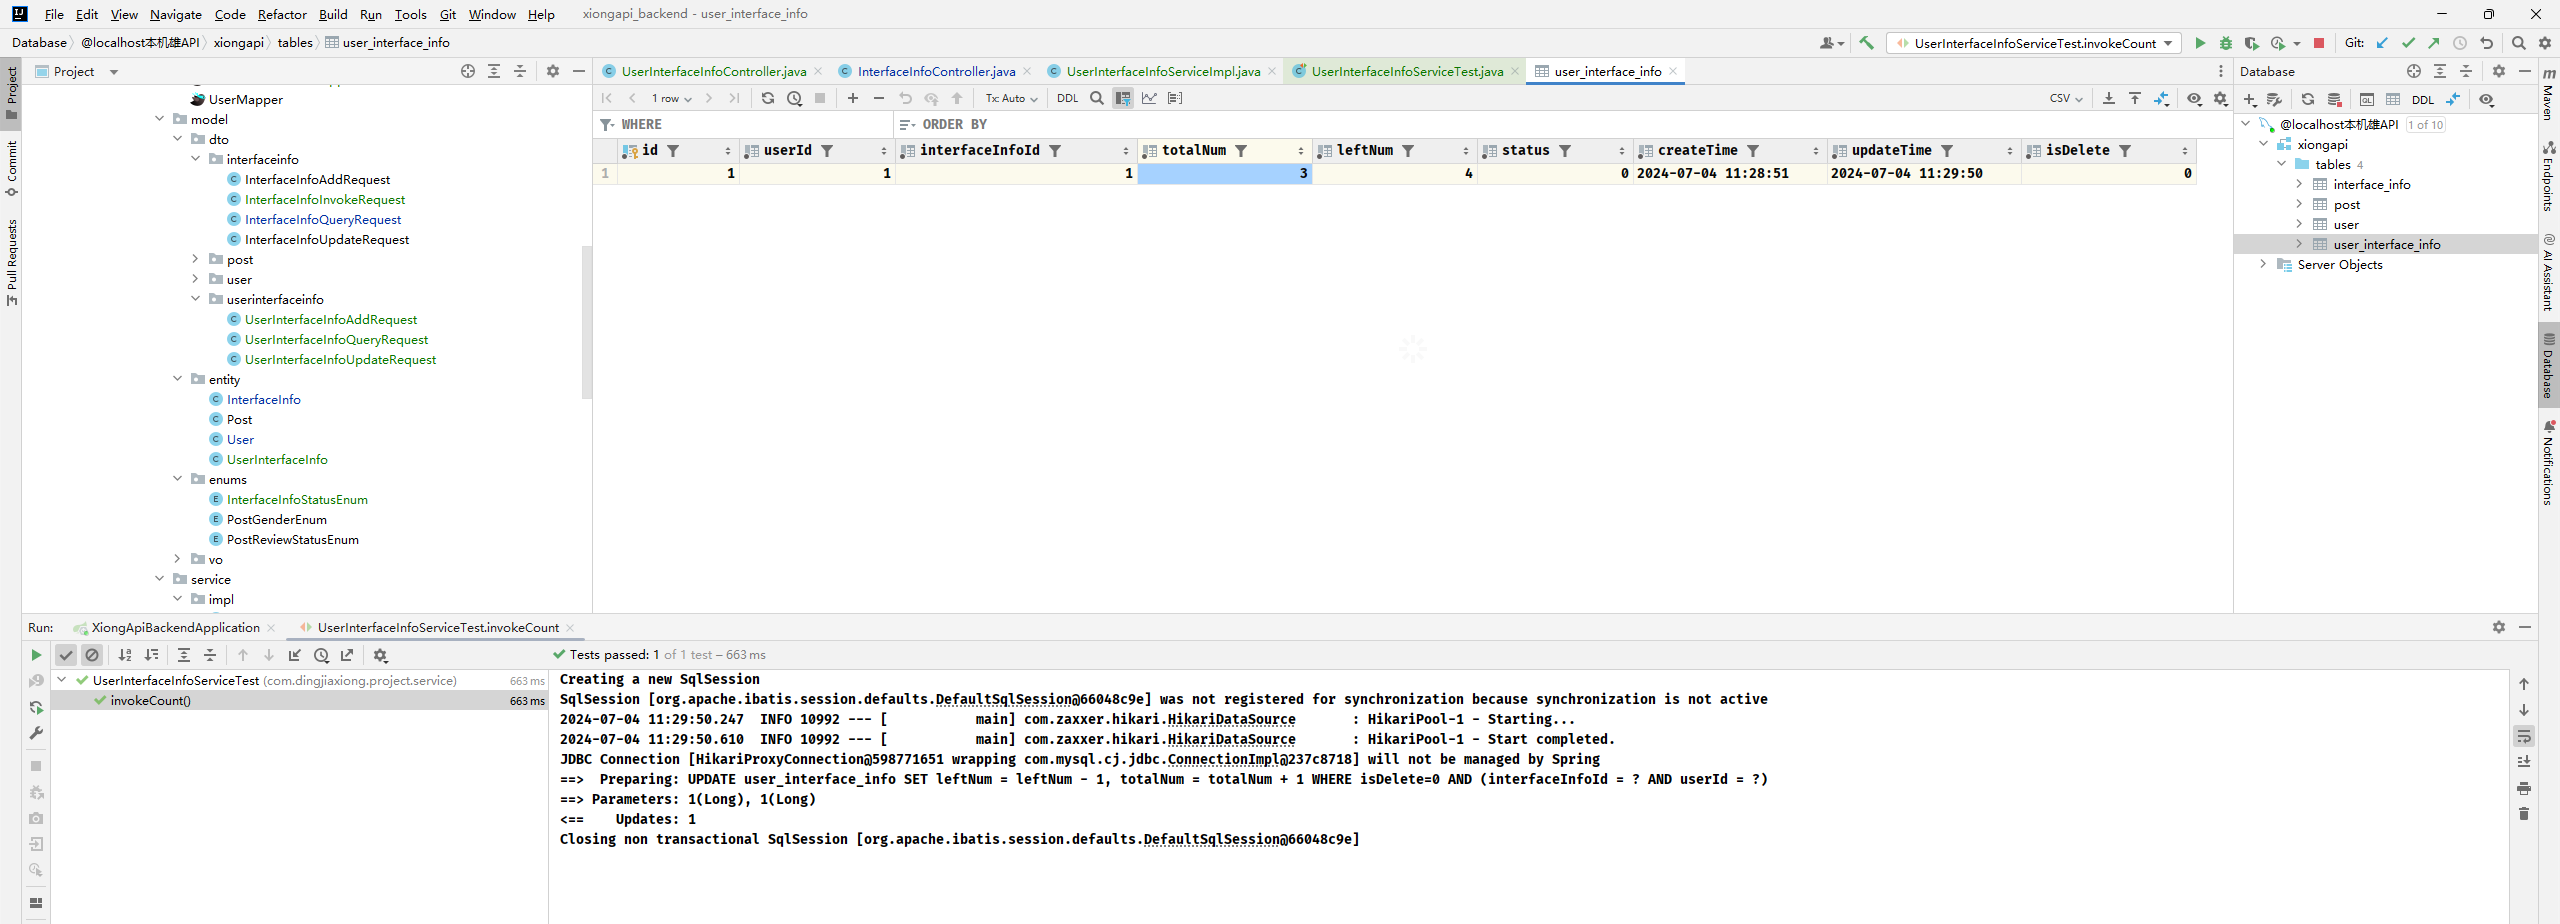 File Edit View Navigate Code Refactor Build Run Tools Git Window Help xiongapi_backend - user_interface_info
Database @localhost本机雄API xiongapi tables user_interface_info
UserInterfaceInfoServiceTest.invokeCount Git:
Project
UserInterfaceInfoController.java InterfaceInfoController.java UserInterfaceInfoServiceImpl.java UserInterfaceInfoServiceTest.java user_interface_info
Database
Project
Commit
Pull Requests
UserMapper
model
dto
interfaceinfo
InterfaceInfoAddRequest
InterfaceInfoInvokeRequest
InterfaceInfoQueryRequest
InterfaceInfoUpdateRequest
post
user
userinterfaceinfo
UserInterfaceInfoAddRequest
UserInterfaceInfoQueryRequest
UserInterfaceInfoUpdateRequest
entity
InterfaceInfo
Post
User
UserInterfaceInfo
enums
InterfaceInfoStatusEnum
PostGenderEnum
PostReviewStatusEnum
vo
service
impl
1 row Tx: Auto DDL CSV
WHERE ORDER BY
id userId interfaceInfoId totalNum leftNum status createTime updateTime isDelete
1 1 1 1 3 4 0 2024-07-04 11:28:51 2024-07-04 11:29:50 0
DDL
@localhost本机雄API 1 of 10
xiongapi
tables 4
interface_info
post
user
user_interface_info
Server Objects
m
Maven
Endpoints
AI Assistant
Database
Notifications
Run: XiongApiBackendApplication UserInterfaceInfoServiceTest.invokeCount
Tests passed: 1 of 1 test – 663 ms
UserInterfaceInfoServiceTest (com.dingjiaxiong.project.service) 663 ms
invokeCount() 663 ms
Creating a new SqlSession
SqlSession [org.apache.ibatis.session.defaults.DefaultSqlSession@66048c9e] was not registered for synchronization because synchronization is not active
2024-07-04 11:29:50.247  INFO 10992 --- [           main] com.zaxxer.hikari.HikariDataSource       : HikariPool-1 - Starting...
2024-07-04 11:29:50.610  INFO 10992 --- [           main] com.zaxxer.hikari.HikariDataSource       : HikariPool-1 - Start completed.
JDBC Connection [HikariProxyConnection@598771651 wrapping com.mysql.cj.jdbc.ConnectionImpl@237c8718] will not be managed by Spring
==>  Preparing: UPDATE user_interface_info SET leftNum = leftNum - 1, totalNum = totalNum + 1 WHERE isDelete=0 AND (interfaceInfoId = ? AND userId = ?)
==> Parameters: 1(Long), 1(Long)
<==    Updates: 1
Closing non transactional SqlSession [org.apache.ibatis.session.defaults.DefaultSqlSession@66048c9e]